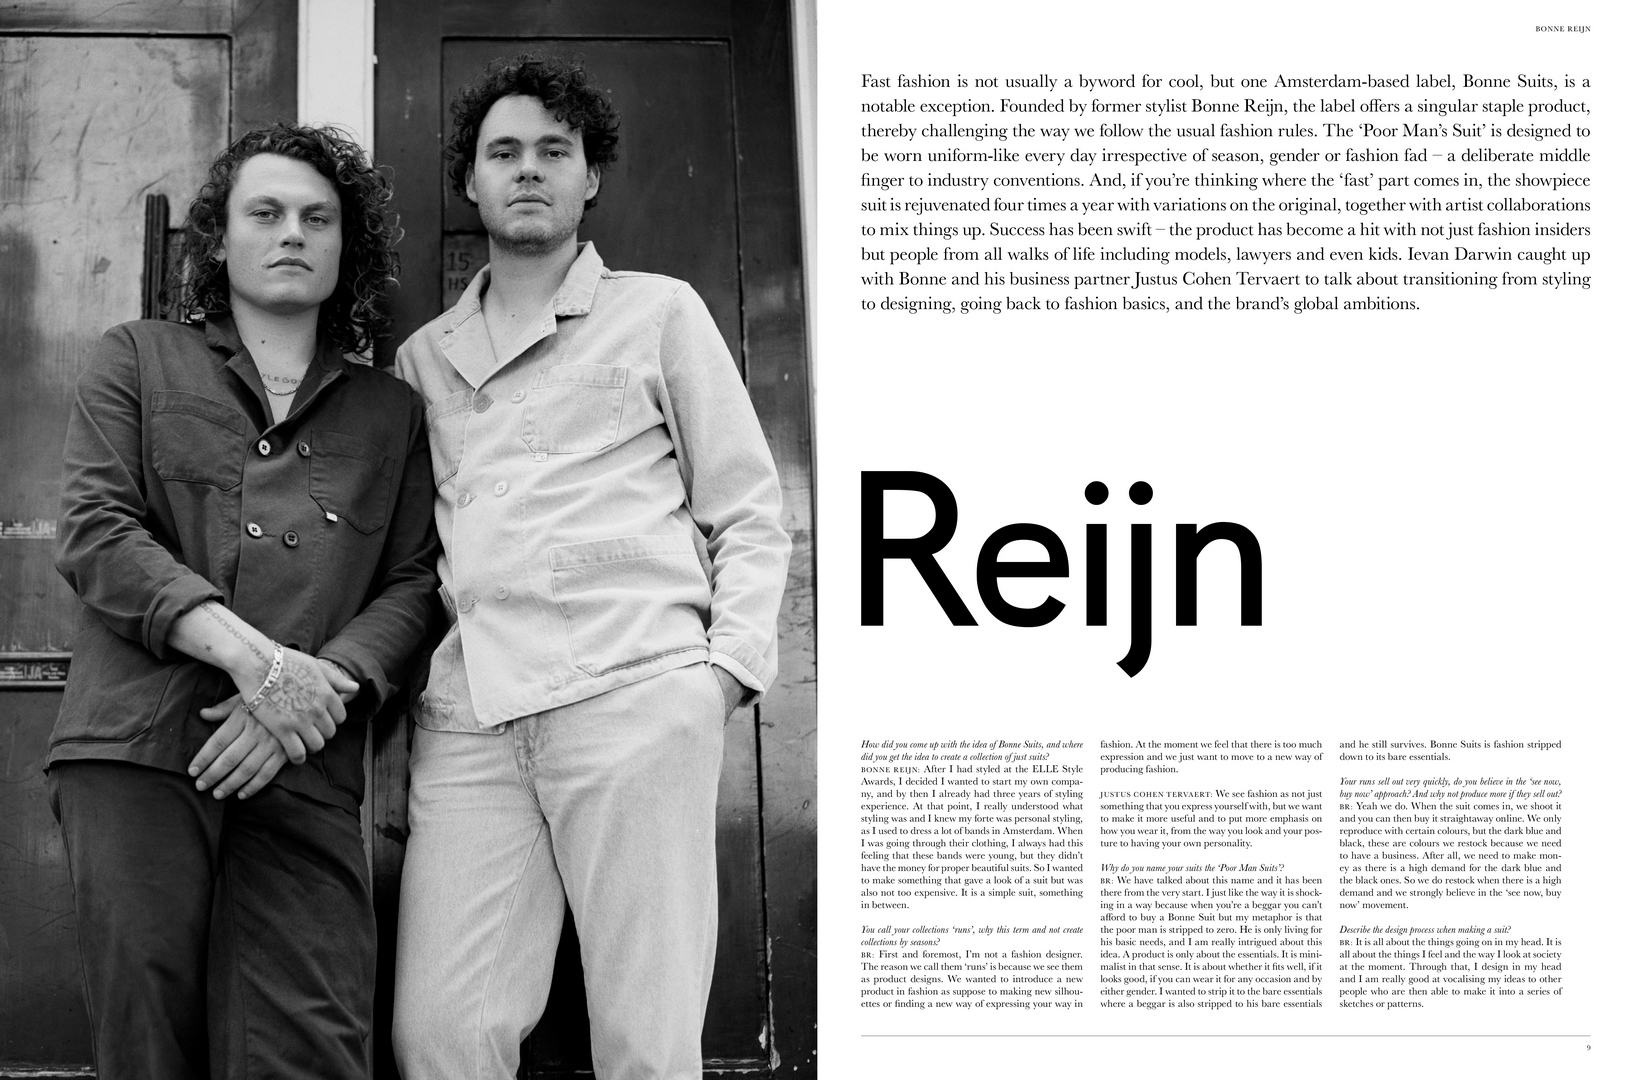 15
HS
YLE GO
BONNE REIJN
Fast fashion is not usually a byword for cool, but one Amsterdam-based label, Bonne Suits, is a
notable exception. Founded by former stylist Bonne Reijn, the label offers a singular staple product,
thereby challenging the way we follow the usual fashion rules. The ‘Poor Man’s Suit’ is designed to
be worn uniform-like every day irrespective of season, gender or fashion fad – a deliberate middle
finger to industry conventions. And, if you’re thinking where the ‘fast’ part comes in, the showpiece
suit is rejuvenated four times a year with variations on the original, together with artist collaborations
to mix things up. Success has been swift – the product has become a hit with not just fashion insiders
but people from all walks of life including models, lawyers and even kids. Ievan Darwin caught up
with Bonne and his business partner Justus Cohen Tervaert to talk about transitioning from styling
to designing, going back to fashion basics, and the brand’s global ambitions.
Reijn
How did you come up with the idea of Bonne Suits, and where
did you get the idea to create a collection of just suits?
BONNE REIJN: After I had styled at the ELLE Style
Awards, I decided I wanted to start my own compa-
ny, and by then I already had three years of styling
experience. At that point, I really understood what
styling was and I knew my forte was personal styling,
as I used to dress a lot of bands in Amsterdam. When
I was going through their clothing, I always had this
feeling that these bands were young, but they didn’t
have the money for proper beautiful suits. So I wanted
to make something that gave a look of a suit but was
also not too expensive. It is a simple suit, something
in between.
You call your collections ‘runs’, why this term and not create
collections by seasons?
BR: First and foremost, I’m not a fashion designer.
The reason we call them ‘runs’ is because we see them
as product designs. We wanted to introduce a new
product in fashion as suppose to making new silhou-
ettes or finding a new way of expressing your way in
fashion. At the moment we feel that there is too much
expression and we just want to move to a new way of
producing fashion.
JUSTUS COHEN TERVAERT: We see fashion as not just
something that you express yourself with, but we want
to make it more useful and to put more emphasis on
how you wear it, from the way you look and your pos-
ture to having your own personality.
Why do you name your suits the ‘Poor Man Suits’?
BR: We have talked about this name and it has been
there from the very start. I just like the way it is shock-
ing in a way because when you’re a beggar you can’t
afford to buy a Bonne Suit but my metaphor is that
the poor man is stripped to zero. He is only living for
his basic needs, and I am really intrigued about this
idea. A product is only about the essentials. It is mini-
malist in that sense. It is about whether it fits well, if it
looks good, if you can wear it for any occasion and by
either gender. I wanted to strip it to the bare essentials
where a beggar is also stripped to his bare essentials
and he still survives. Bonne Suits is fashion stripped
down to its bare essentials.
Your runs sell out very quickly, do you believe in the ‘see now,
buy now’ approach? And why not produce more if they sell out?
BR: Yeah we do. When the suit comes in, we shoot it
and you can then buy it straightaway online. We only
reproduce with certain colours, but the dark blue and
black, these are colours we restock because we need
to have a business. After all, we need to make mon-
ey as there is a high demand for the dark blue and
the black ones. So we do restock when there is a high
demand and we strongly believe in the ‘see now, buy
now’ movement.
Describe the design process when making a suit?
BR: It is all about the things going on in my head. It is
all about the things I feel and the way I look at society
at the moment. Through that, I design in my head
and I am really good at vocalising my ideas to other
people who are then able to make it into a series of
sketches or patterns.
9